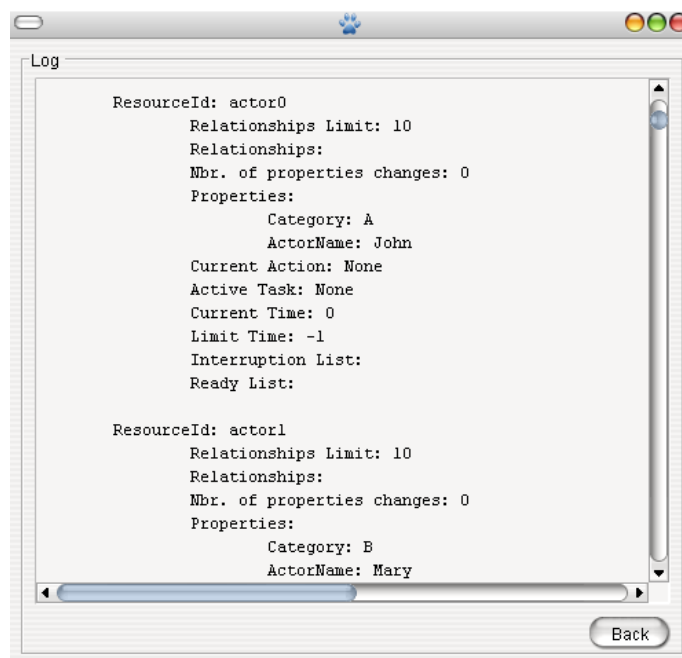 Log
ResourceId: actor0
Relationships Limit: 10
Relationships:
Nbr. of properties changes: 0
Properties:
Category: A
ActorName: John
Current Action: None
Active Task: None
Current Time: 0
Limit Time: -1
Interruption List:
Ready List:
ResourceId: actor1
Relationships Limit: 10
Relationships:
Nbr. of properties changes: 0
Properties:
Category: B
ActorName: Mary
Back